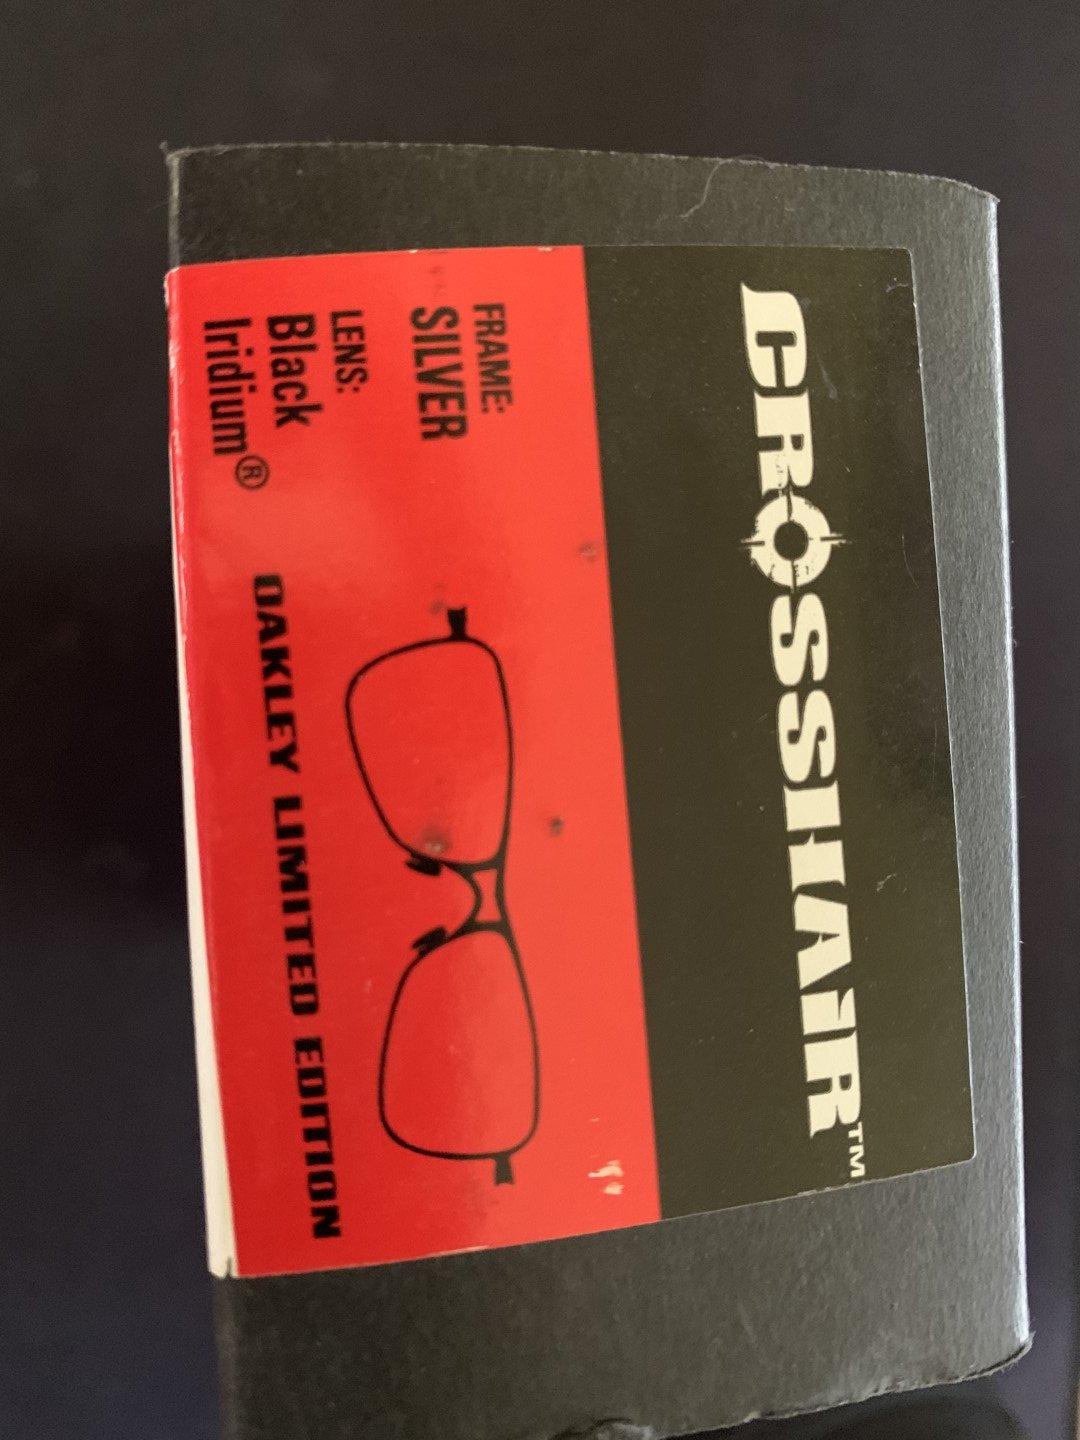 CROSSHAIR™
FRAME:
SILVER
LENS:
Black
Iridium®
OAKLEY LIMITED EDITION